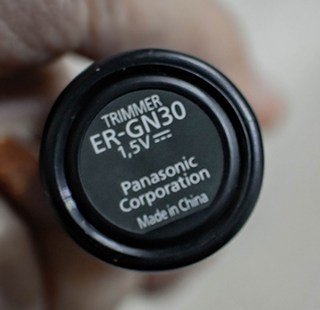 TRIMMER
ER-GN30
1,5V ⎓
Panasonic
Corporation
Made in China